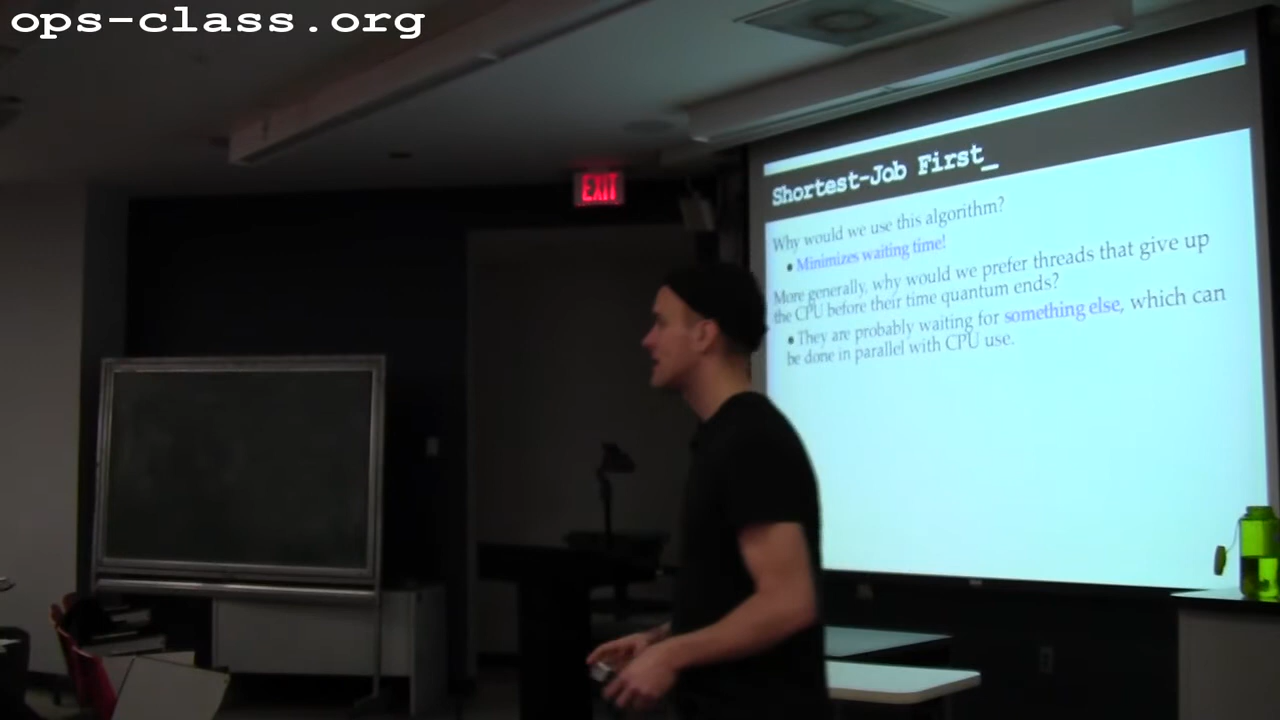 ops-class.org
EXIT
Shortest-Job First_
Why would we use this algorithm?
• Minimizes waiting time!
More generally, why would we prefer threads that give up
the CPU before their time quantum ends?
• They are probably waiting for something else, which can
be done in parallel with CPU use.